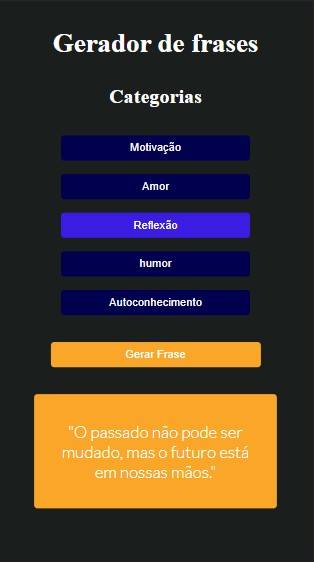 Gerador de frases
Categorias
Motivação
Amor
Reflexão
humor
Autoconhecimento
Gerar Frase
"O passado não pode ser
mudado, mas o futuro está
em nossas mãos."